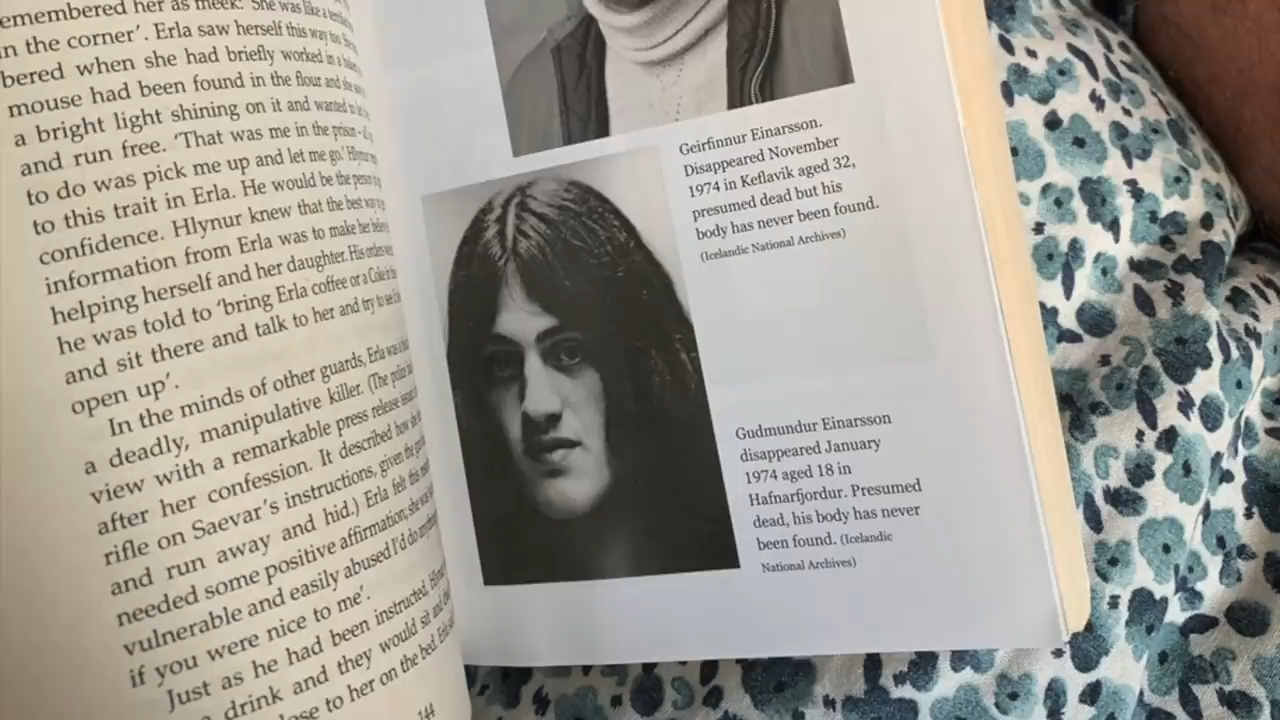 emembered her as meek. 'She was like a
in the corner'. Erla saw herself this way too. She
bered when she had briefly worked in a
mouse had been found in the flour and she
a bright light shining on it and wanted to
and run free. 'That was me in the prison -
to do was pick me up and let me go.' Hlynur
to this trait in Erla. He would be the person
confidence. Hlynur knew that the best way
information from Erla was to make her
helping herself and her daughter. His orders were
he was told to 'bring Erla coffee or a Coke
and sit there and talk to her and try to
open up'.
In the minds of other guards, Erla was
a deadly, manipulative killer. (The
view with a remarkable press release
after her confession. It described how
rifle on Saevar's instructions, given the
and run away and hid.) Erla felt this
needed some positive affirmation; she
vulnerable and easily abused I'd do anything
if you were nice to me'.
Just as he had been instructed,
drink and they would sit and
to her on the bed.
144
Geirfinnur Einarsson.
Disappeared November
1974 in Keflavik aged 32,
presumed dead but his
body has never been found.
(Icelandic National Archives)
Gudmundur Einarsson
disappeared January
1974 aged 18 in
Hafnarfjordur. Presumed
dead, his body has never
been found. (Icelandic
National Archives)